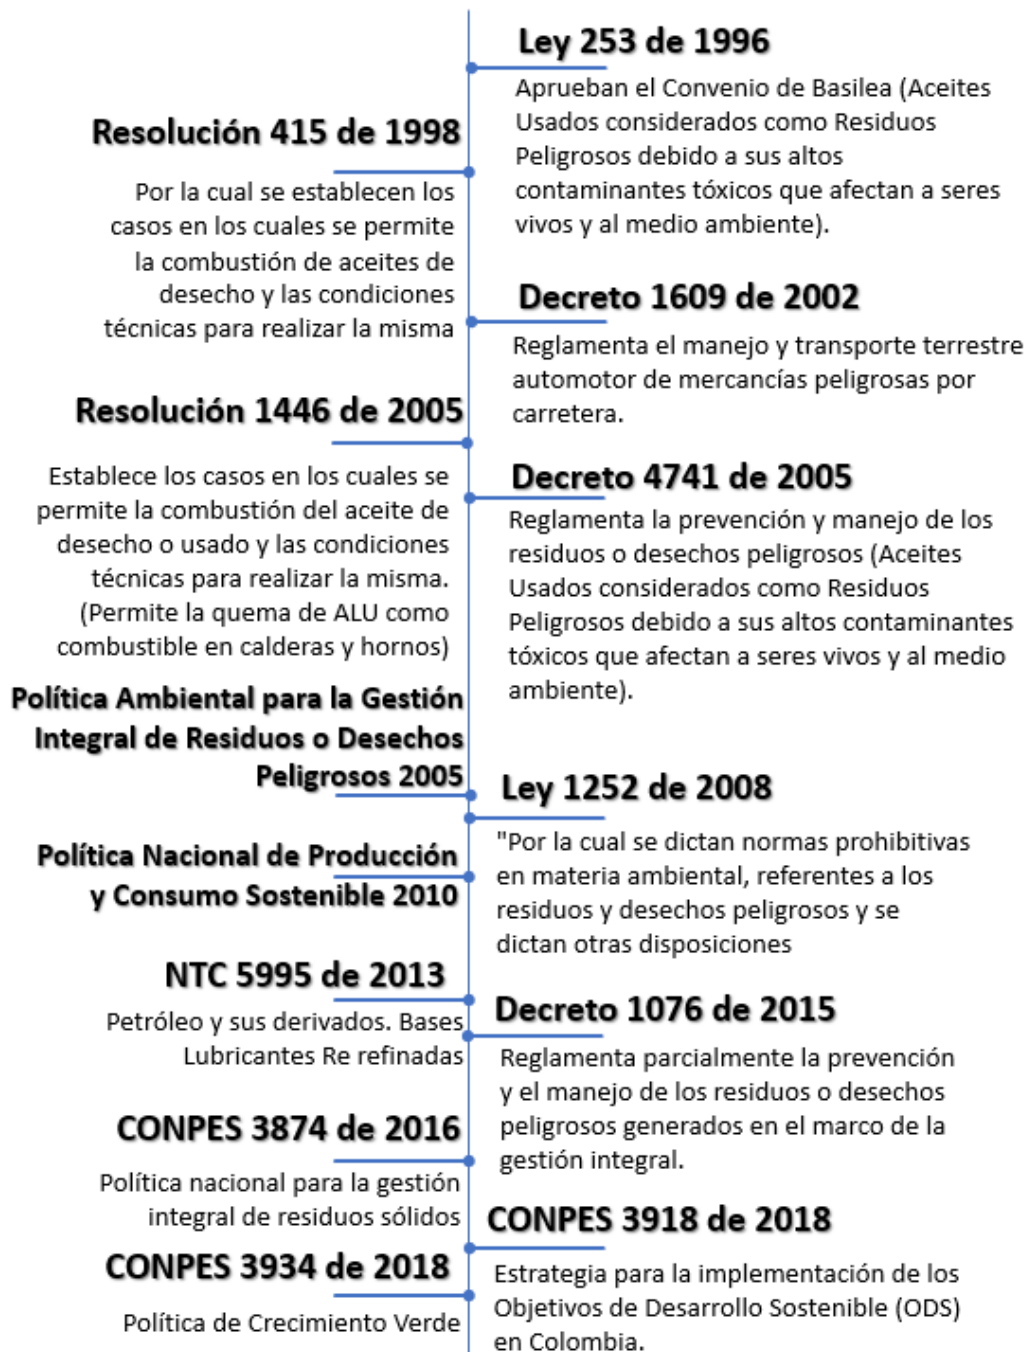 Ley 253 de 1996
Aprueban el Convenio de Basilea (Aceites
Usados considerados como Residuos
Peligrosos debido a sus altos
contaminantes tóxicos que afectan a seres
vivos y al medio ambiente).
Resolución 415 de 1998
Por la cual se establecen los
casos en los cuales se permite
la combustión de aceites de
desecho y las condiciones
técnicas para realizar la misma
Decreto 1609 de 2002
Reglamenta el manejo y transporte terrestre
automotor de mercancías peligrosas por
carretera.
Resolución 1446 de 2005
Establece los casos en los cuales se
permite la combustión del aceite de
desecho o usado y las condiciones
técnicas para realizar la misma.
(Permite la quema de ALU como
combustible en calderas y hornos)
Decreto 4741 de 2005
Reglamenta la prevención y manejo de los
residuos o desechos peligrosos (Aceites
Usados considerados como Residuos
Peligrosos debido a sus altos contaminantes
tóxicos que afectan a seres vivos y al medio
ambiente).
Política Ambiental para la Gestión
Integral de Residuos o Desechos
Peligrosos 2005
Ley 1252 de 2008
"Por la cual se dictan normas prohibitivas
en materia ambiental, referentes a los
residuos y desechos peligrosos y se
dictan otras disposiciones
Política Nacional de Producción
y Consumo Sostenible 2010
NTC 5995 de 2013
Petróleo y sus derivados. Bases
Lubricantes Re refinadas
Decreto 1076 de 2015
Reglamenta parcialmente la prevención
y el manejo de los residuos o desechos
peligrosos generados en el marco de la
gestión integral.
CONPES 3874 de 2016
Política nacional para la gestión
integral de residuos sólidos
CONPES 3918 de 2018
Estrategia para la implementación de los
Objetivos de Desarrollo Sostenible (ODS)
en Colombia.
CONPES 3934 de 2018
Política de Crecimiento Verde